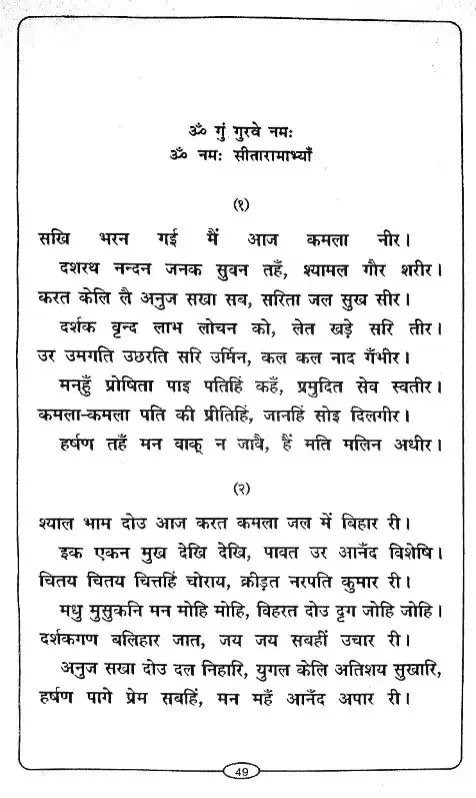 ॐ गुं गुरवे नमः
ॐ नमः सीतारामाभ्याँ
(१)
सखि भरन गई मैं आज कमला नीर।
दशरथ नन्दन जनक सुवन तहँ, श्यामल गौर शरीर।
करत केलि लै अनुज सखा सब, सरिता जल सुख सीर।
दर्शक वृन्द लाभ लोचन को, लेत खड़े सरि तीर।
उर उमगति उछरति सरि उर्मिन, कल कल नाद गँभीर।
मनहुँ प्रोषिता पाइ पतिहिं कहँ, प्रमुदित सेव स्वतीर।
कमला-कमला पति की प्रीतिहिं, जानहिं सोइ दिलगीर।
हर्षण तहँ मन वाक् न जावै, हैं मति मलिन अधीर।
(२)
श्याल भाम दोउ आज करत कमला जल में बिहार री।
इक एकन मुख देखि देखि, पावत उर आनँद विशेषि।
चितय चितय चित्तहिं चोराय, क्रीड़त नरपति कुमार री।
मधु मुसुकनि मन मोहि मोहि, विहरत दोउ दृग जोहि जोहि।
दर्शकगण बलिहार जात, जय जय सबहीं उचार री।
अनुज सखा दोउ दल निहारि, युगल केलि अतिशय सुखारि,
हर्षण पागे प्रेम सबहिं, मन महँ आनँद अपार री।
49